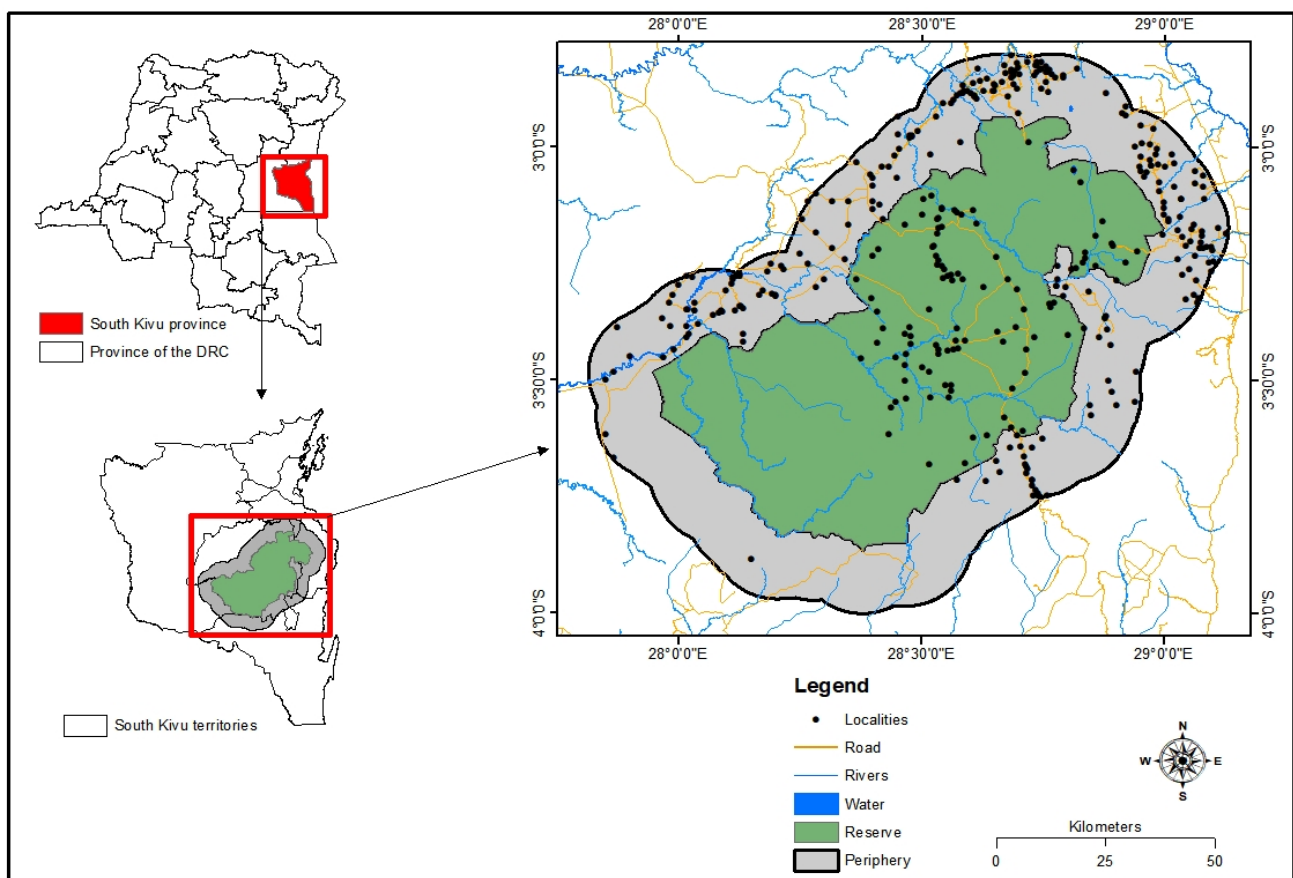 28°0'0"E
28°30'0"E
29°0'0"E
3°0'0"S
3°0'0"S
3°30'0"S
3°30'0"S
4°0'0"S
4°0'0"S
28°0'0"E
28°30'0"E
29°0'0"E
South Kivu province
Province of the DRC
South Kivu territories
Legend
Localities
Road
Rivers
Water
Reserve
Periphery
N
W
E
S
Kilometers
0
25
50